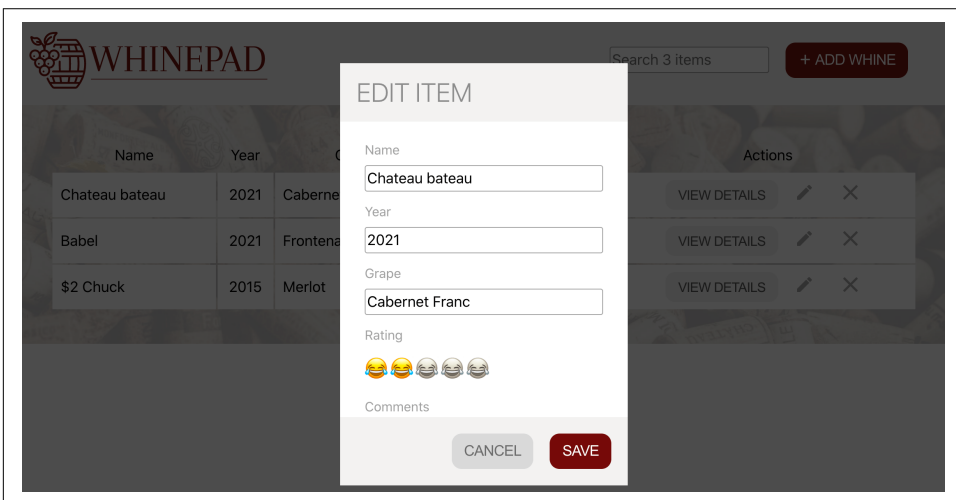 WHINEPAD
Search 3 items
+ ADD WHINE
EDIT ITEM
Name Year Actions
Name
Chateau bateau
Year
2021
Grape
Cabernet Franc
Rating
Comments
CANCEL SAVE
Chateau bateau 2021 Caberne VIEW DETAILS
Babel 2021 Frontena VIEW DETAILS
$2 Chuck 2015 Merlot VIEW DETAILS